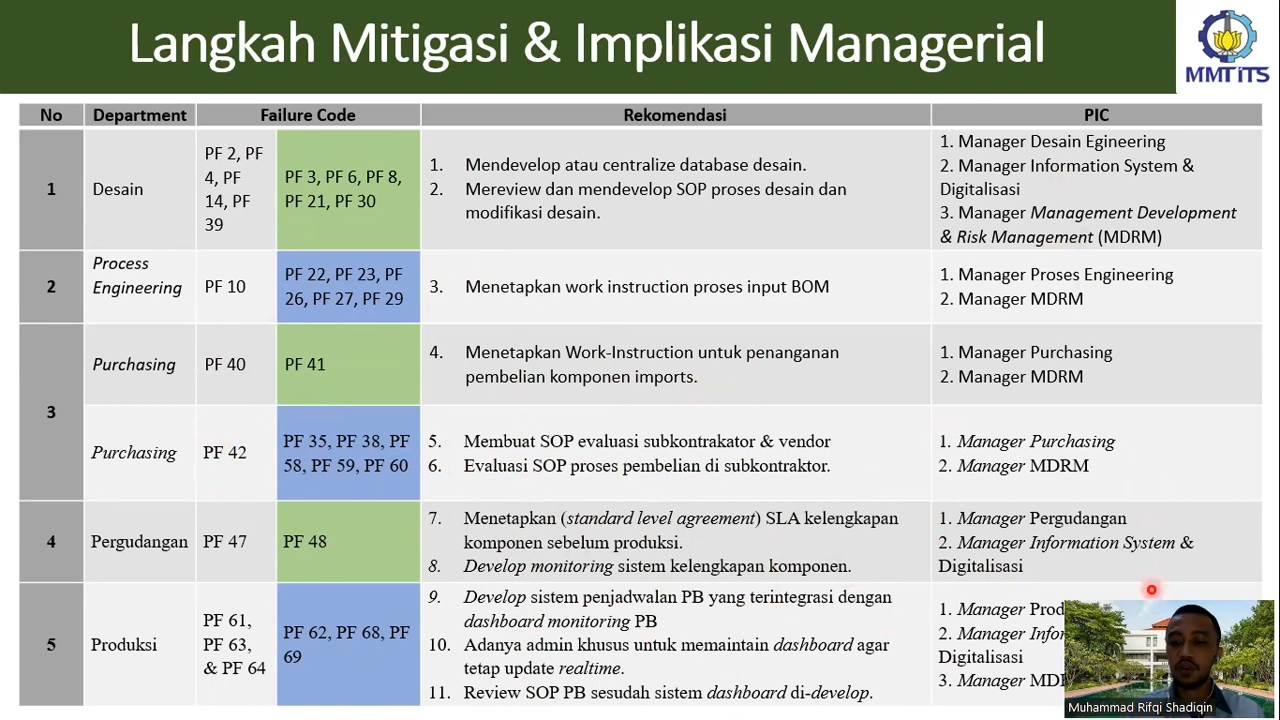 Langkah Mitigasi & Implikasi Managerial
MMT ITS
No
Department
Failure Code
Rekomendasi
PIC
1
Desain
PF 2, PF
4, PF
14, PF
39
PF 3, PF 6, PF 8,
PF 21, PF 30
1. Mendevelop atau centralize database desain.
2. Mereview dan mendevelop SOP proses desain dan
modifikasi desain.
1. Manager Desain Egineering
2. Manager Information System &
Digitalisasi
3. Manager Management Development
& Risk Management (MDRM)
2
Process
Engineering
PF 10
PF 22, PF 23, PF
26, PF 27, PF 29
3. Menetapkan work instruction proses input BOM
1. Manager Proses Engineering
2. Manager MDRM
3
Purchasing
PF 40
PF 41
4. Menetapkan Work-Instruction untuk penanganan
pembelian komponen imports.
1. Manager Purchasing
2. Manager MDRM
Purchasing
PF 42
PF 35, PF 38, PF
58, PF 59, PF 60
5. Membuat SOP evaluasi subkontrakator & vendor
6. Evaluasi SOP proses pembelian di subkontraktor.
1. Manager Purchasing
2. Manager MDRM
4
Pergudangan
PF 47
PF 48
7. Menetapkan (standard level agreement) SLA kelengkapan
komponen sebelum produksi.
8. Develop monitoring sistem kelengkapan komponen.
1. Manager Pergudangan
2. Manager Information System &
Digitalisasi
5
Produksi
PF 61,
PF 63,
& PF 64
PF 62, PF 68, PF
69
9. Develop sistem penjadwalan PB yang terintegrasi dengan
dashboard monitoring PB
10. Adanya admin khusus untuk memaintain dashboard agar
tetap update realtime.
11. Review SOP PB sesudah sistem dashboard di-develop.
1. Manager
2. Manager
Digitalisasi
3. Manager
Muhammad Rifqi Shadiqin